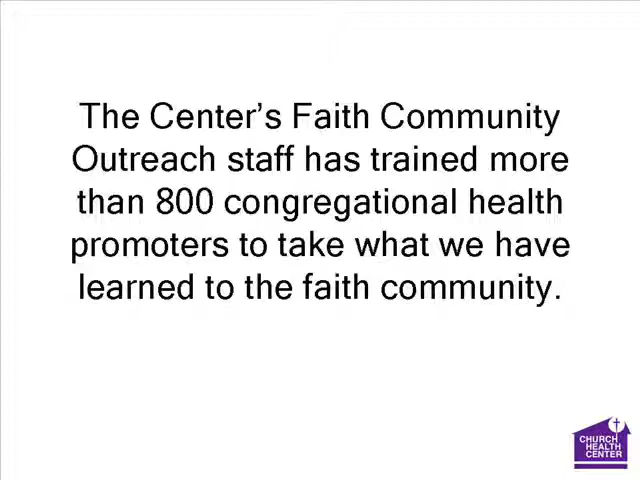 The Center's Faith Community
Outreach staff has trained more
than 800 congregational health
promoters to take what we have
learned to the faith community.
CHURCH
HEALTH
CENTER